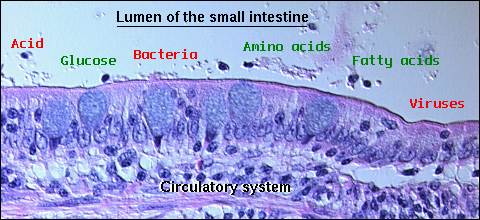 Lumen of the small intestine
Acid
Glucose
Bacteria
Amino acids
Fatty acids
Viruses
Circulatory system